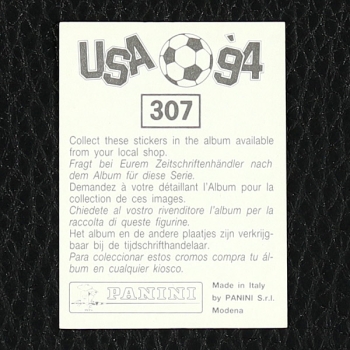 USA '94
307
Collect these stickers in the album available
from your local shop.
Fragt bei Eurem Zeitschriftenhändler nach
dem Album für diese Serie.
Demandez à votre détaillant l'Album pour la
collection de ces images.
Chiedete al vostro rivenditore l'album per la
raccolta di queste figurine.
Het album en de andere plaatjes zijn verkrijg-
baar bij de tijdschrifthandelaar.
Para coleccionar estos cromos compra tu ál-
bum en cualquier kiosco.
PANINI
Made in Italy
by PANINI S.r.l.
Modena